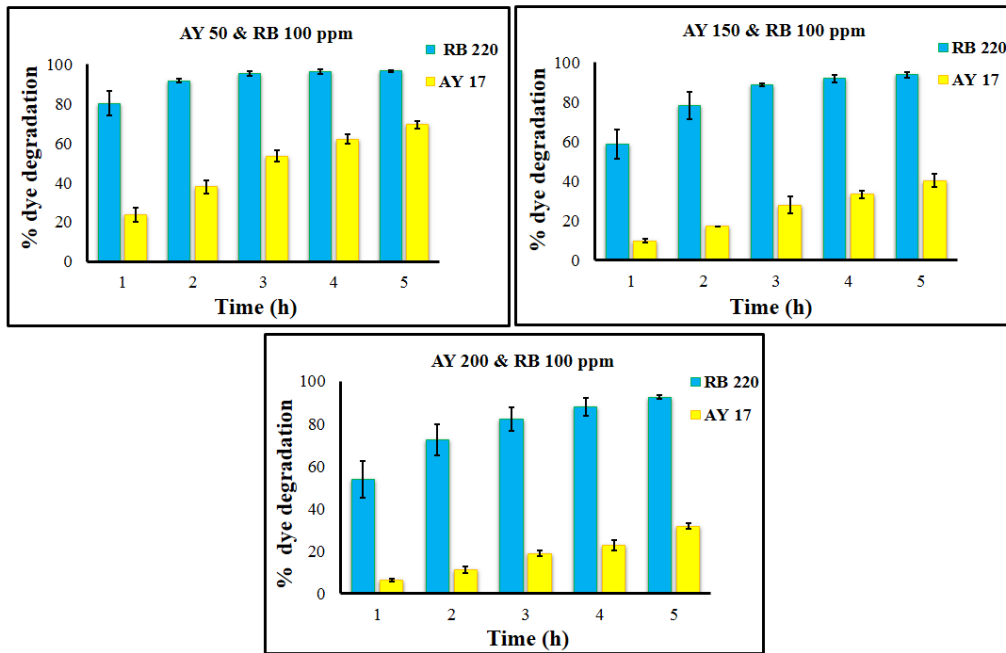 AY 50 & RB 100 ppm
RB 220
AY 17
% dye degradation
100
80
60
40
20
0
1 2 3 4 5
Time (h)
AY 150 & RB 100 ppm
RB 220
AY 17
% dye degradation
100
80
60
40
20
0
1 2 3 4 5
Time (h)
AY 200 & RB 100 ppm
RB 220
AY 17
% dye degradation
100
80
60
40
20
0
1 2 3 4 5
Time (h)